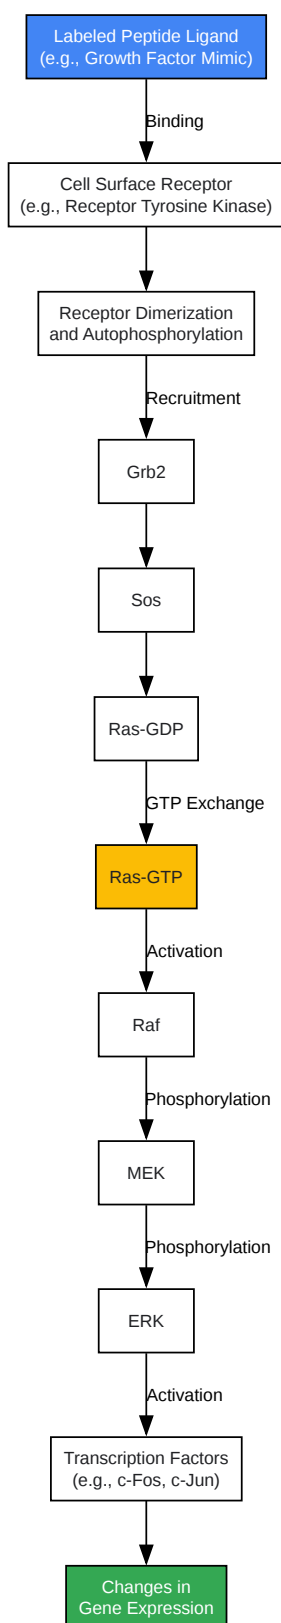 Labeled Peptide Ligand
(e.g., Growth Factor Mimic)
Binding
Cell Surface Receptor
(e.g., Receptor Tyrosine Kinase)
Receptor Dimerization
and Autophosphorylation
Recruitment
Grb2
Sos
Ras-GDP
GTP Exchange
Ras-GTP
Activation
Raf
Phosphorylation
MEK
Phosphorylation
ERK
Activation
Transcription Factors
(e.g., c-Fos, c-Jun)
Changes in
Gene Expression